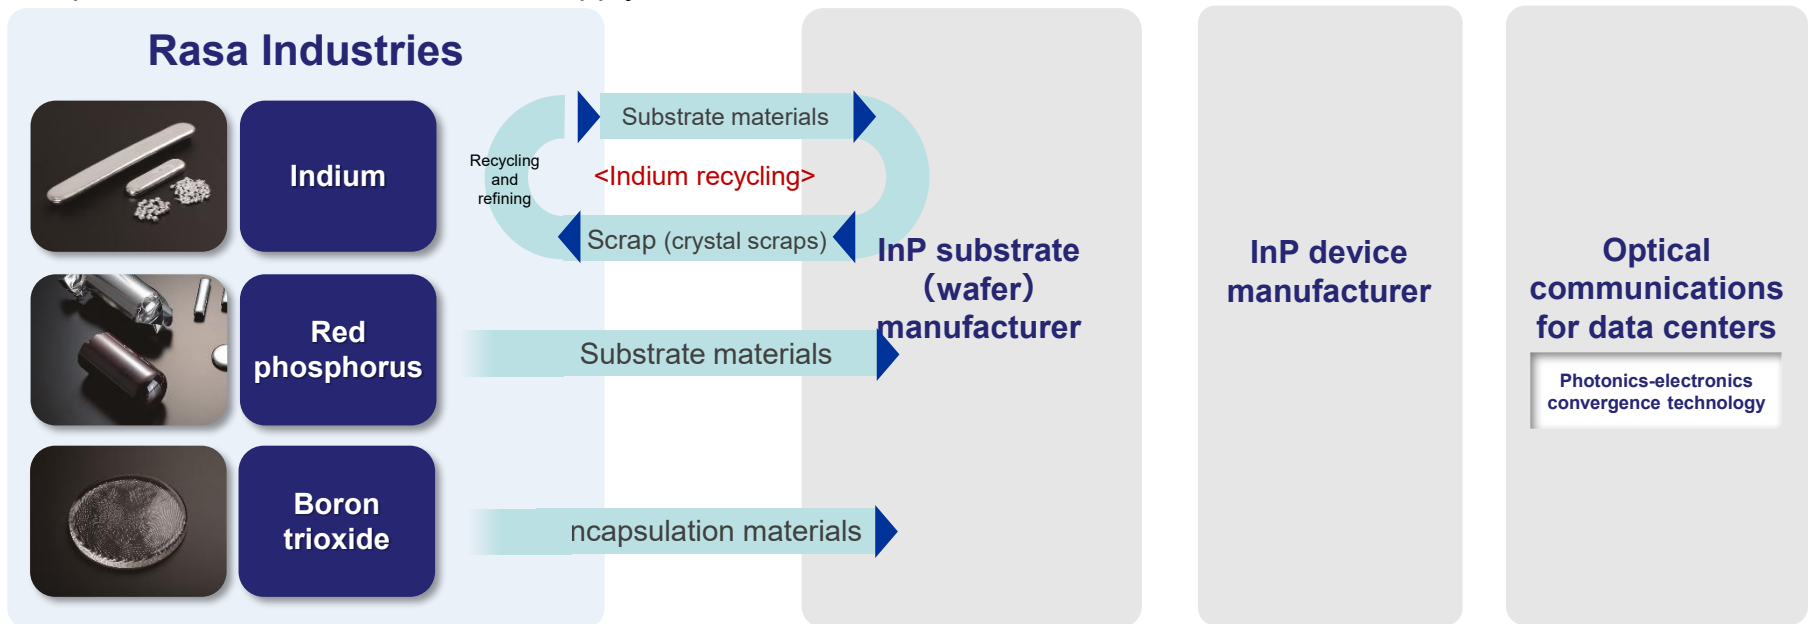 Rasa Industries
Indium
Substrate materials
Recycling
and
refining
<Indium recycling>
Scrap (crystal scraps)
Red
phosphorus
Substrate materials
Boron
trioxide
ncapsulation materials
InP substrate
（wafer）
manufacturer
InP device
manufacturer
Optical
communications
for data centers
Photonics-electronics
convergence technology